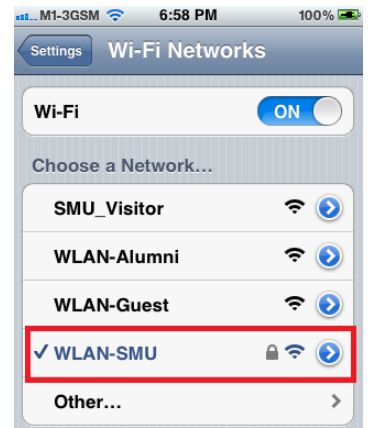 M1-3GSM 6:58 PM 100%
Settings Wi-Fi Networks
Wi-Fi ON
Choose a Network...
SMU_Visitor
WLAN-Alumni
WLAN-Guest
WLAN-SMU
Other...